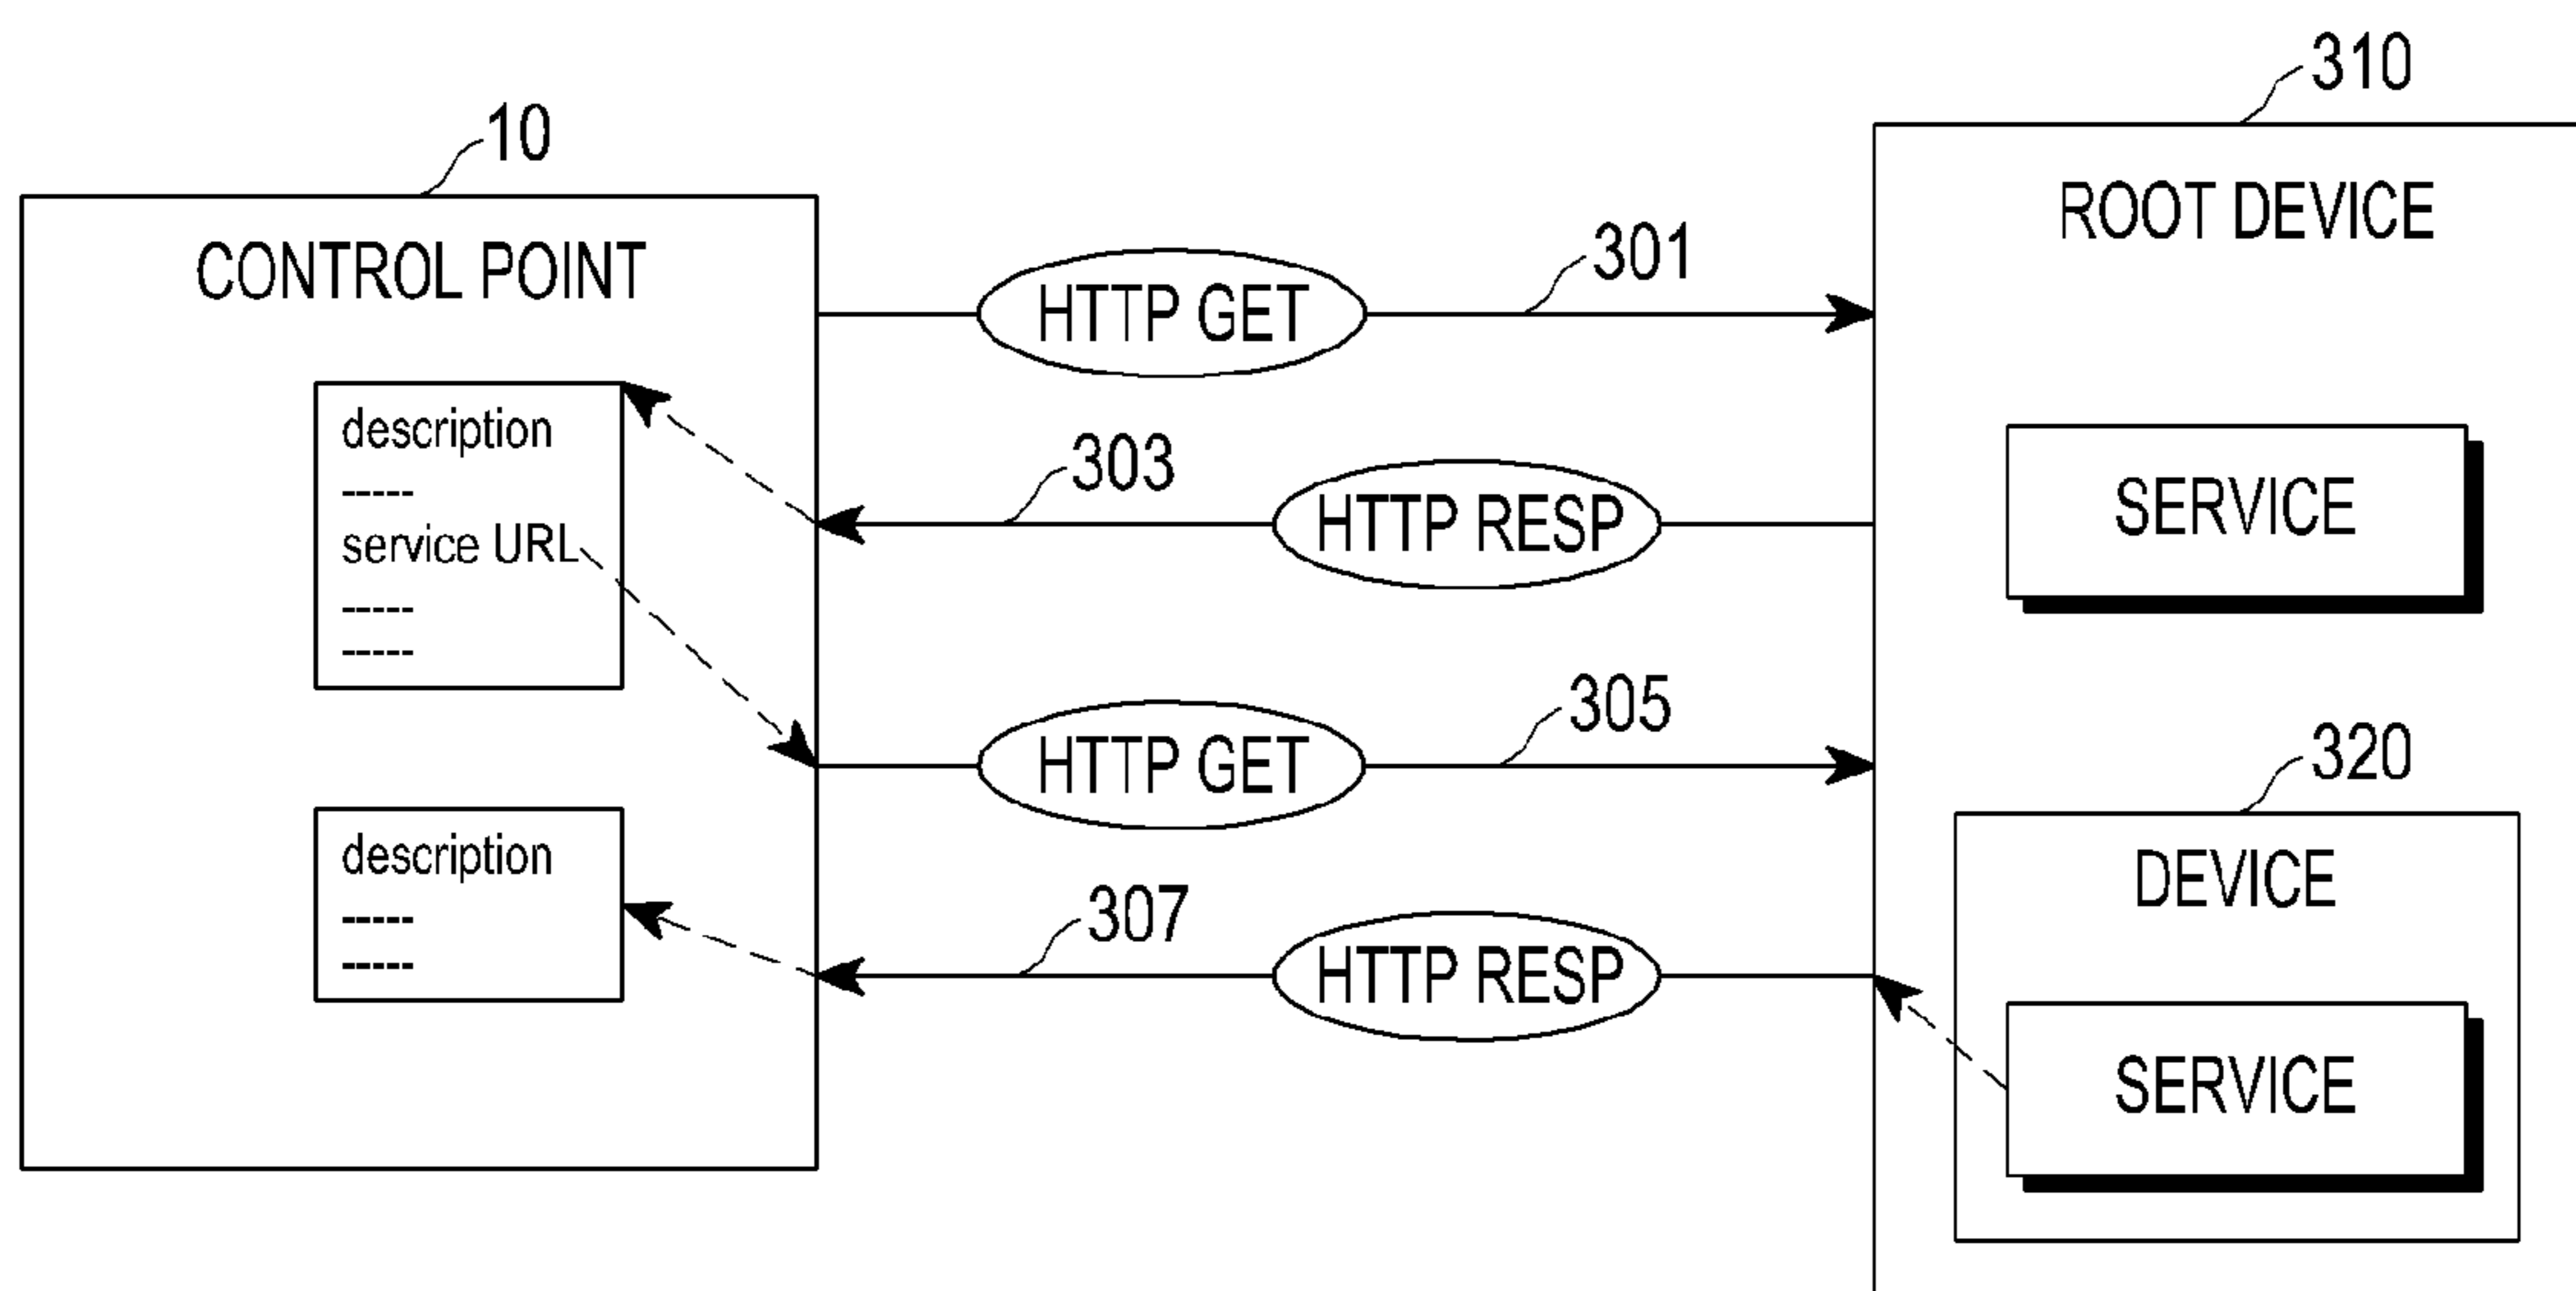 10
CONTROL POINT
description
-----
service URL
-----
-----
description
-----
-----
HTTP GET
301
303
HTTP RESP
HTTP GET
305
307
HTTP RESP
310
ROOT DEVICE
SERVICE
320
DEVICE
SERVICE